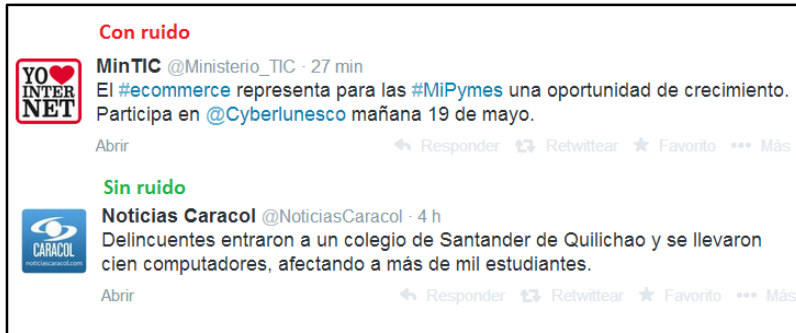 Con ruido
YO
INTER
NET
MinTIC @Ministerio_TIC · 27 min
El #ecommerce representa para las #MiPymes una oportunidad de crecimiento.
Participa en @Cyberlunesco mañana 19 de mayo.
Abrir Responder Retwittear Favorito Más
Sin ruido
CARACOL
noticiascaracol.com
Noticias Caracol @NoticiasCaracol · 4 h
Delincuentes entraron a un colegio de Santander de Quilichao y se llevaron
cien computadores, afectando a más de mil estudiantes.
Abrir Responder Retwittear Favorito Más